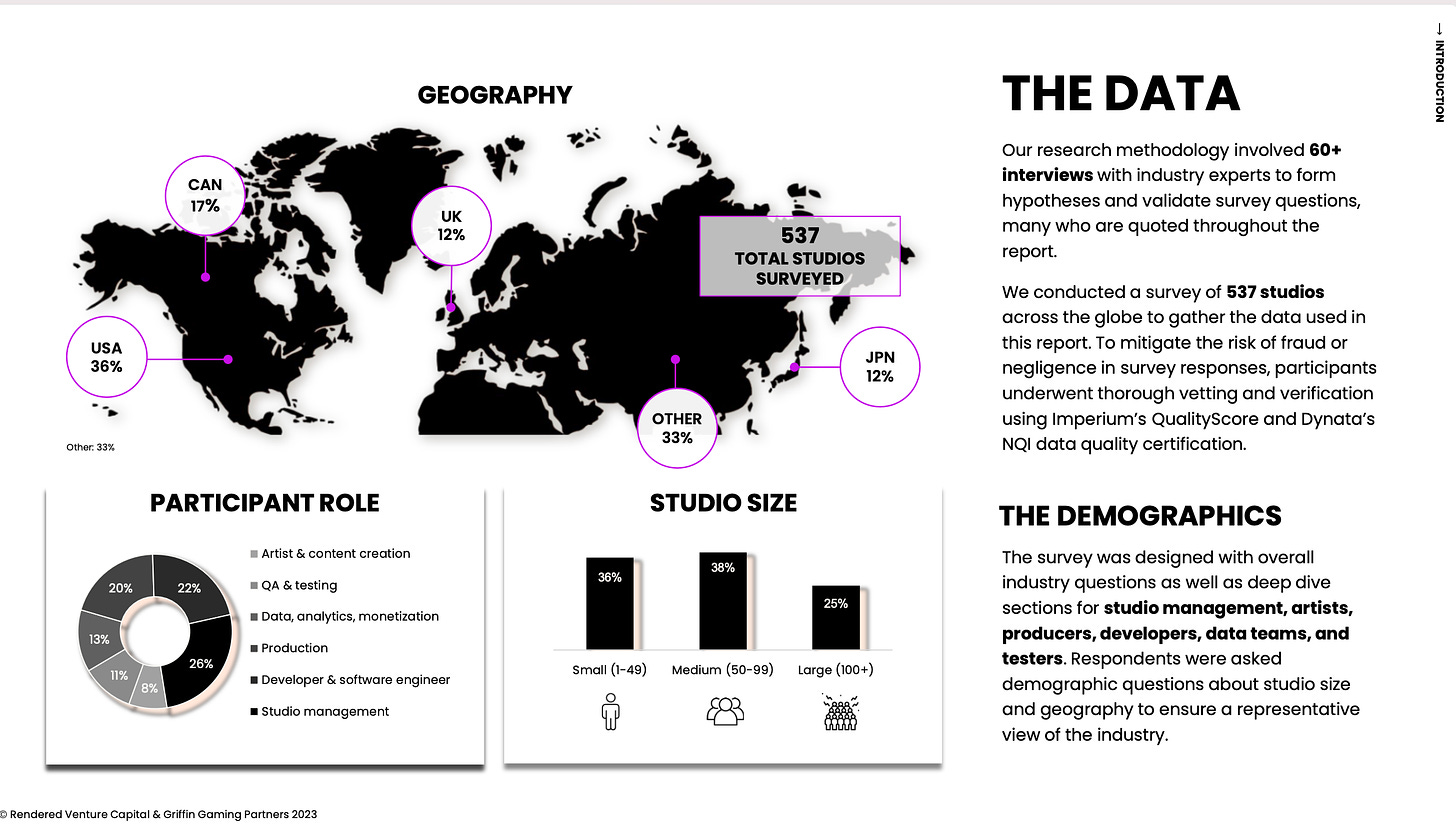 → INTRODUCTION
GEOGRAPHY
CAN
17%
UK
12%
537
TOTAL STUDIOS
SURVEYED
USA
36%
JPN
12%
OTHER
33%
Other: 33%
PARTICIPANT ROLE
20%
22%
13%
26%
11%
8%
Artist & content creation
QA & testing
Data, analytics, monetization
Production
Developer & software engineer
Studio management
STUDIO SIZE
36%
38%
25%
Small (1-49)
Medium (50-99)
Large (100+)
THE DATA
Our research methodology involved 60+
interviews with industry experts to form
hypotheses and validate survey questions,
many who are quoted throughout the
report.
We conducted a survey of 537 studios
across the globe to gather the data used in
this report. To mitigate the risk of fraud or
negligence in survey responses, participants
underwent thorough vetting and verification
using Imperium’s QualityScore and Dynata’s
NQI data quality certification.
THE DEMOGRAPHICS
The survey was designed with overall
industry questions as well as deep dive
sections for studio management, artists,
producers, developers, data teams, and
testers. Respondents were asked
demographic questions about studio size
and geography to ensure a representative
view of the industry.
© Rendered Venture Capital & Griffin Gaming Partners 2023